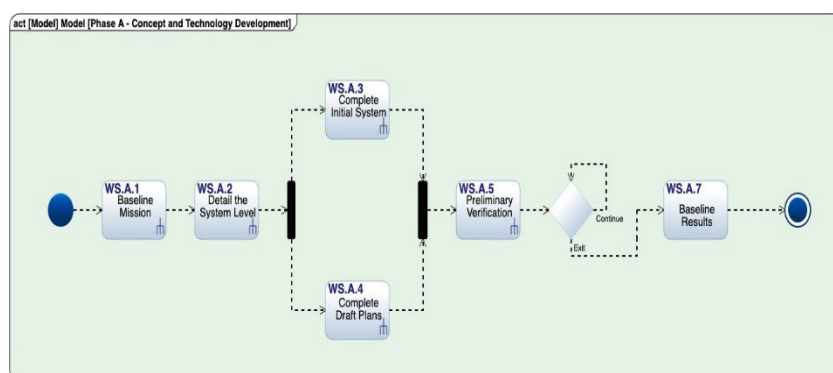 act [Model] Model [Phase A - Concept and Technology Development]
WS.A.3
Complete
Initial System
WS.A.1
Baseline
Mission
WS.A.2
Detail the
System Level
WS.A.5
Preliminary
Verification
Continue
Exit
WS.A.7
Baseline
Results
WS.A.4
Complete
Draft Plans